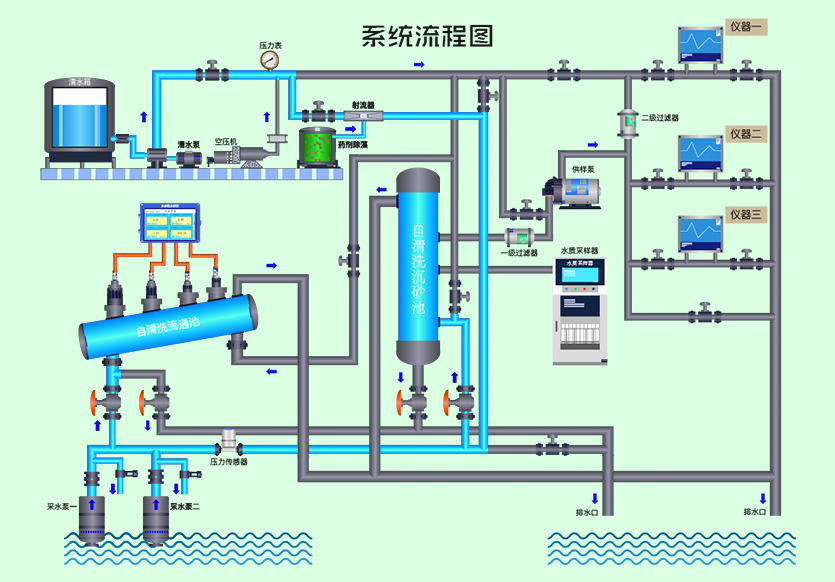 系统流程图
仪器一
压力表
清水箱
射流器
二级过滤器
仪器二
清水泵
空压机
药剂除藻
供样泵
仪器三
自清洗沉砂池
一级过滤器
水质采样器
水质采样器
自清洗流通池
压力传感器
采水泵一
采水泵二
排水口
排水口